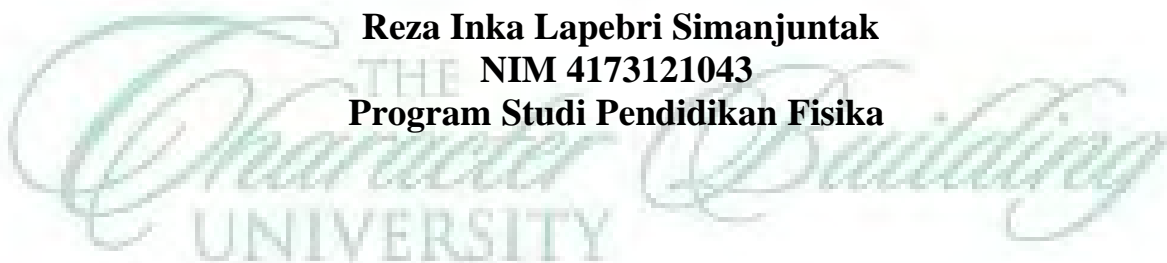 Reza Inka Lapebri Simanjuntak
THE
NIM 4173121043
Program Studi Pendidikan Fisika
Character Building
UNIVERSITY